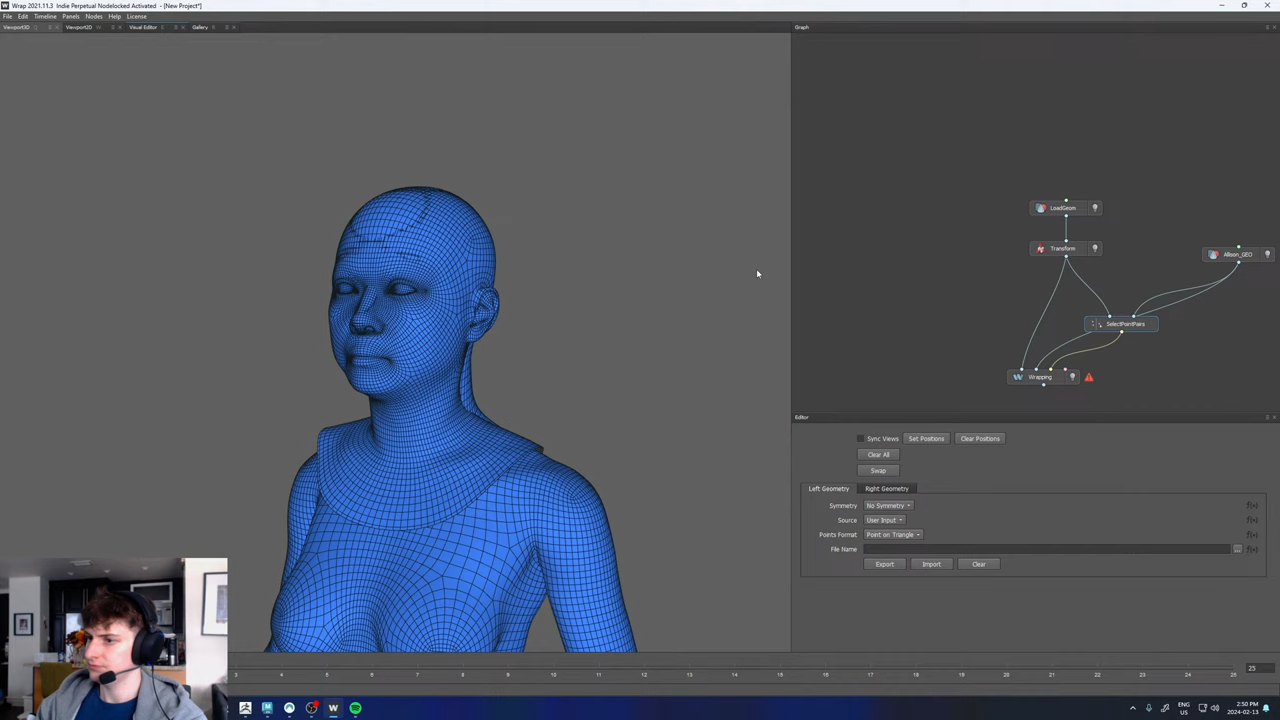 Wrap 2021.11.3 Indie Perpetual Nodelocked Activated - [New Project*]
File Edit Timeline Panels Nodes Help License
Viewport3D Viewport2D Visual Editor Gallery Graph
LoadGeom
Transform
Allison_GEO
SelectPointPairs
Wrapping
Editor
Sync Views Set Positions Clear Positions
Clear All
Swap
Left Geometry Right Geometry
Symmetry No Symmetry f(x)
Source User Input
Points Format Point on Triangle f(x)
File Name ... f(x)
Export Import Clear
25
3 4 5 6 7 8 9 10 11 12 13 14 15 16 17 18 19 20 21 22 23 24 25
ENG
US
2:50 PM
2024-02-13